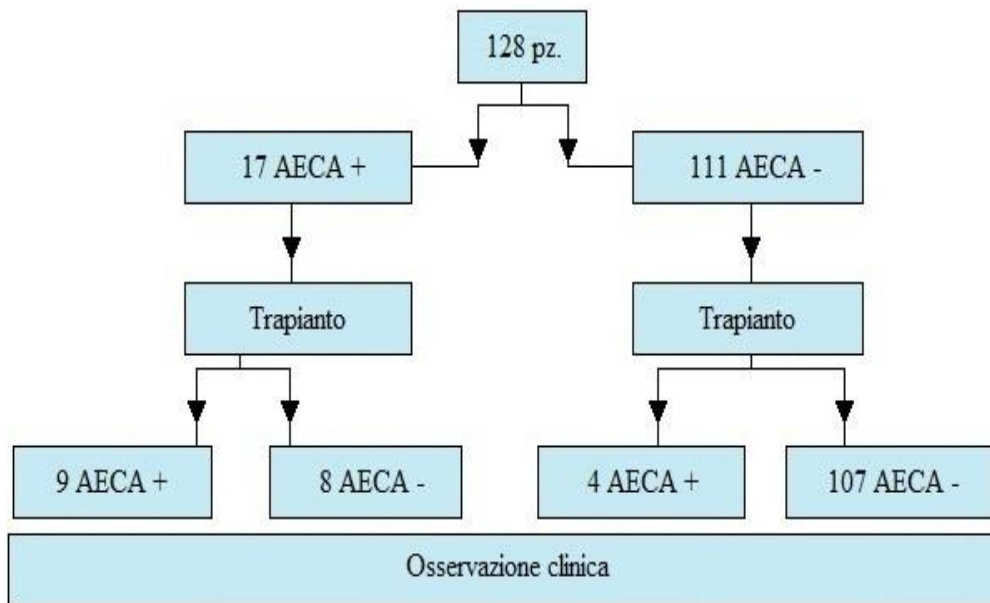 128 pz.
17 AECA +
111 AECA -
Trapianto
Trapianto
9 AECA +
8 AECA -
4 AECA +
107 AECA -
Osservazione clinica